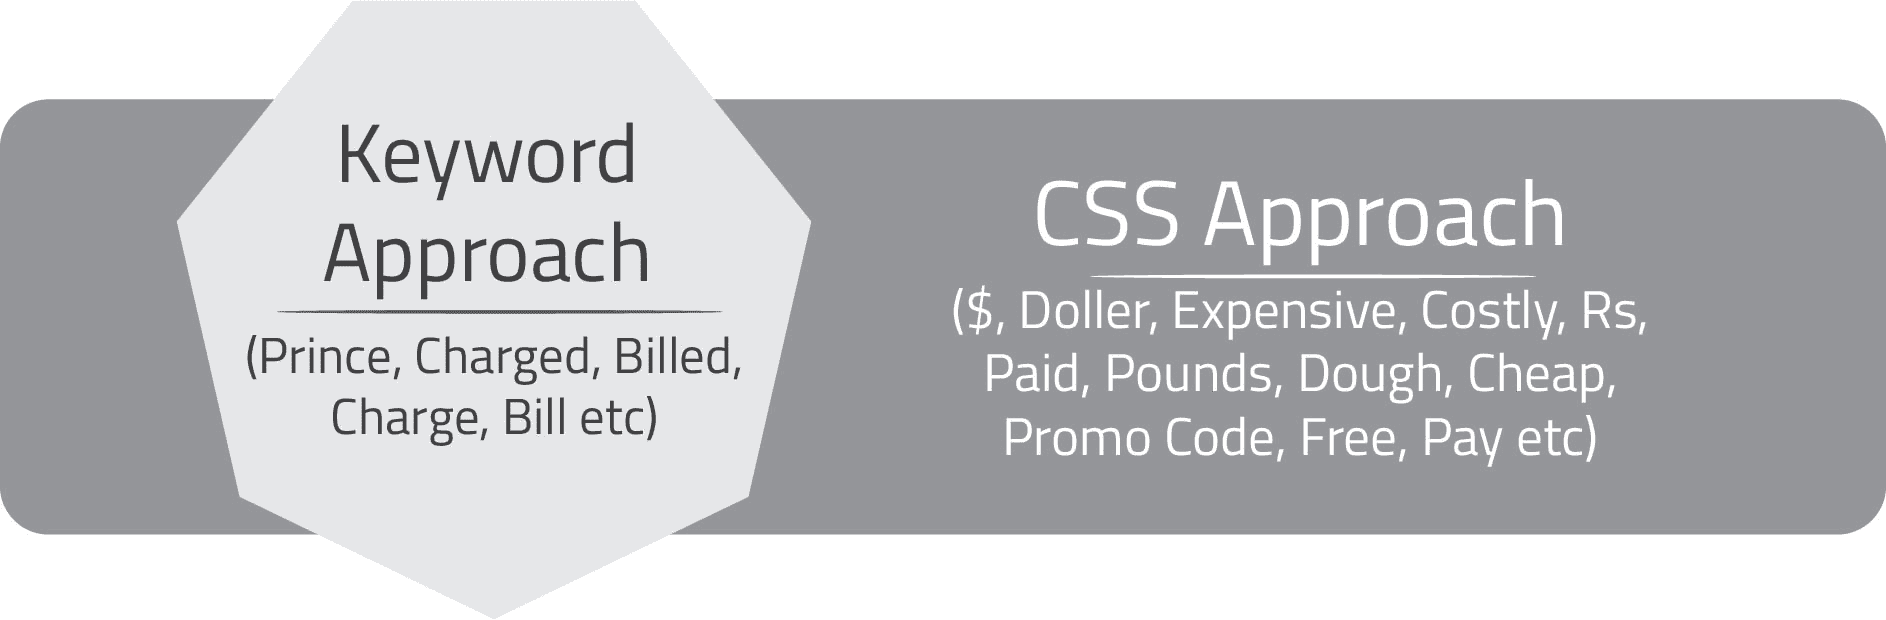 Keyword
Approach
(Prince, Charged, Billed,
Charge, Bill etc)
CSS Approach
($, Doller, Expensive, Costly, Rs,
Paid, Pounds, Dough, Cheap,
Promo Code, Free, Pay etc)